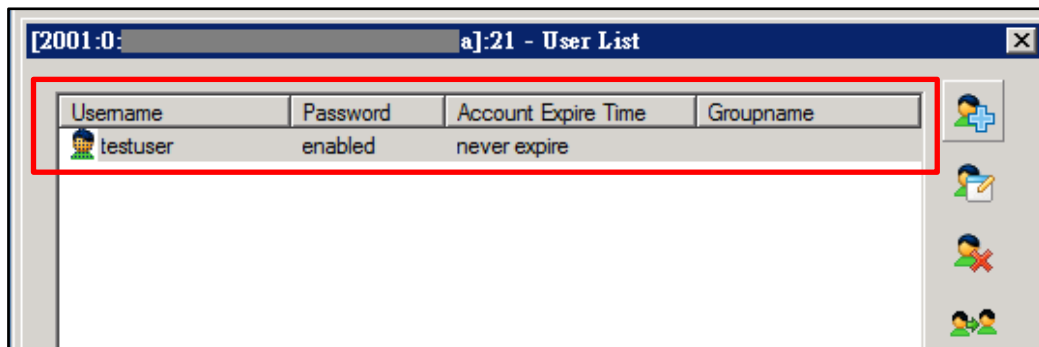 [2001:0: a]:21 - User List
Username Password Account Expire Time Groupname
testuser enabled never expire